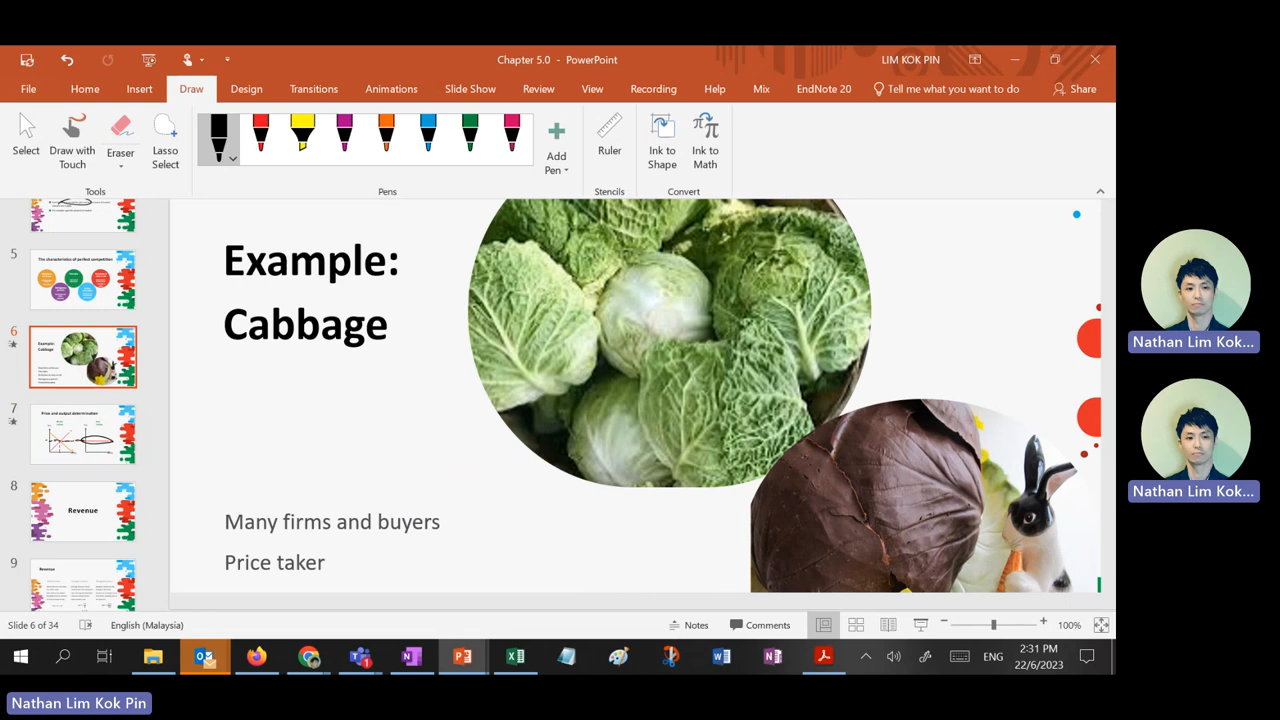 Chapter 5.0 - PowerPoint
LIM KOK PIN
File Home Insert Draw Design Transitions Animations Slide Show Review View Recording Help Mix EndNote 20 Tell me what you want to do Share
Select
Draw with Touch
Eraser
Lasso Select
Add Pen
Ruler
Ink to Shape
Ink to Math
Tools Pens Stencils Convert
5
The characteristics of perfect competition
6
Example:
Cabbage
7
Price and output determination
8
Revenue
9
Revenue
Example:
Cabbage
Many firms and buyers
Price taker
Nathan Lim Kok...
Nathan Lim Kok...
Slide 6 of 34 English (Malaysia) Notes Comments 100%
ENG
2:31 PM
22/6/2023
Nathan Lim Kok Pin